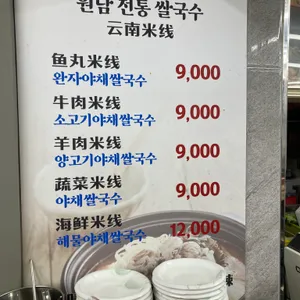 윈남 전통 쌀국수
云南米线
鱼丸米线
완자야채쌀국수
9,000
牛肉米线
소고기야채쌀국수
9,000
羊肉米线
양고기야채쌀국수
9,000
蔬菜米线
야채쌀국수
9,000
海鲜米线
해물야채쌀국수
12,000